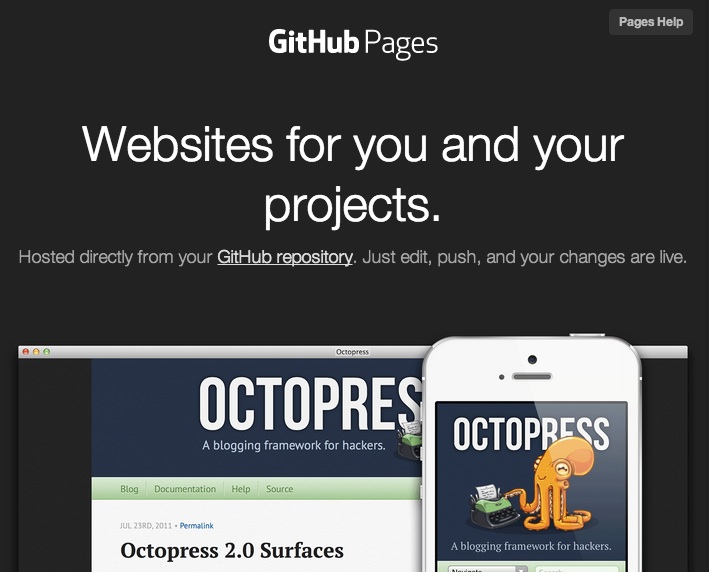 Pages Help
GitHub Pages
Websites for you and your
projects.
Hosted directly from your GitHub repository. Just edit, push, and your changes are live.
Octopress
OCTOPRES
A blogging framework for hackers.
Blog Documentation Help Source
JUL 23RD, 2011 • Permalink
Octopress 2.0 Surfaces
OCTOPRESS
A blogging framework for hackers.
Navigate
Search